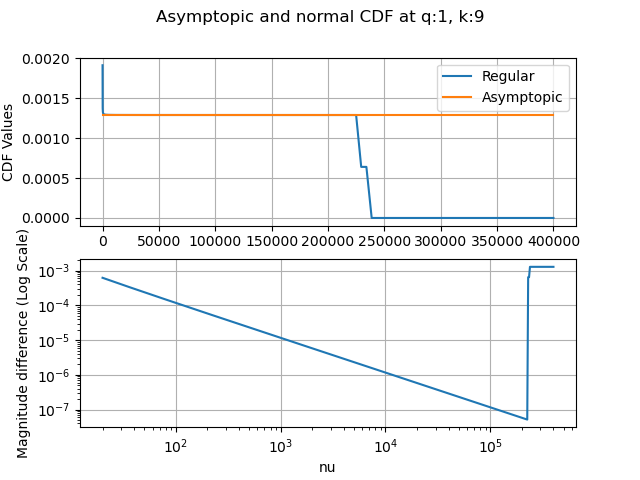 Asymptopic and normal CDF at q:1, k:9
CDF Values
0.0020
0.0015
0.0010
0.0005
0.0000
Regular
Asymptopic
0 50000 100000 150000 200000 250000 300000 350000 400000
Magnitude difference (Log Scale)
10⁻³
10⁻⁴
10⁻⁵
10⁻⁶
10⁻⁷
10² 10³ 10⁴ 10⁵
nu